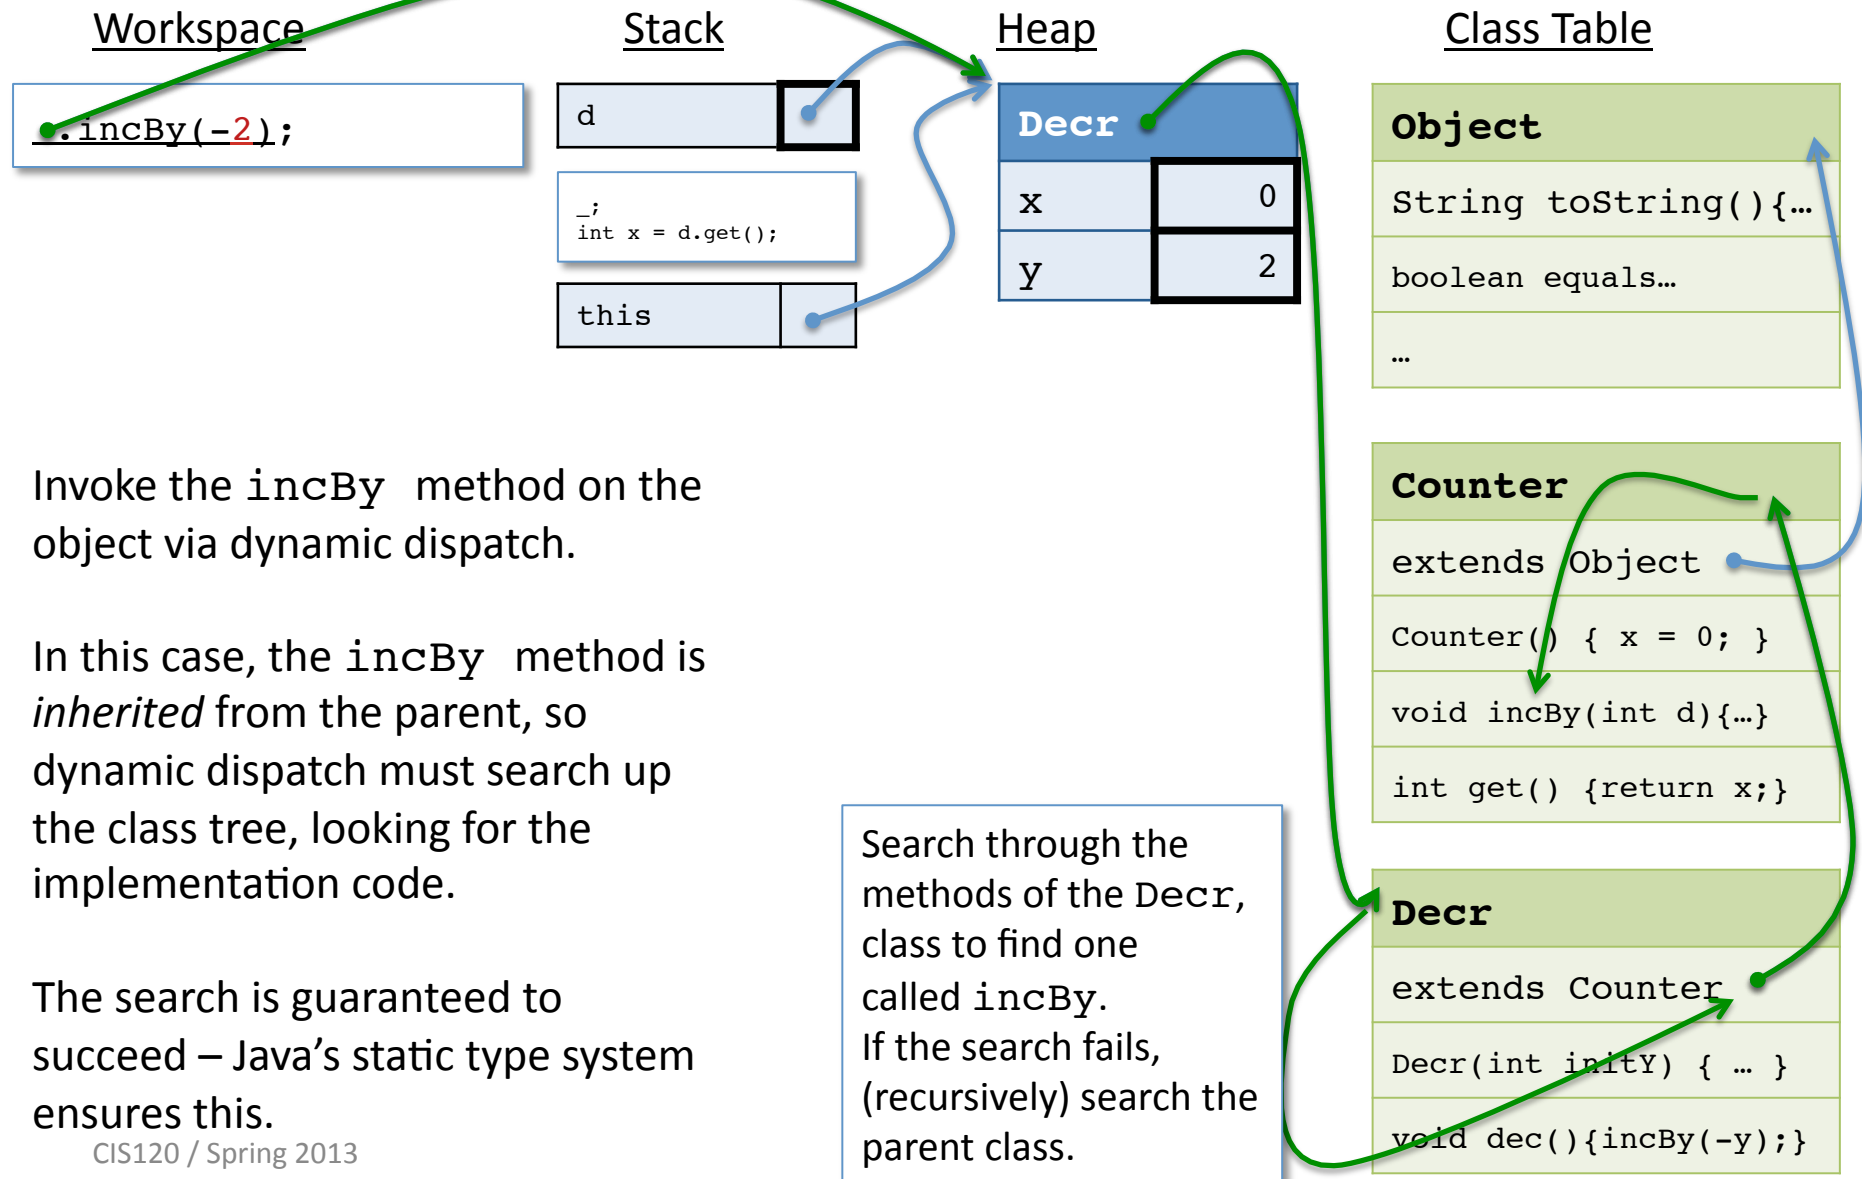 Workspace
Stack
Heap
Class Table
.incBy(-2);
d
_;
int x = d.get();
this
Decr
x 0
y 2
Object
String toString(){…
boolean equals…
…
Counter
extends Object
Counter() { x = 0; }
void incBy(int d){…}
int get() {return x;}
Decr
extends Counter
Decr(int initY) { … }
void dec(){incBy(-y);}
Invoke the incBy method on the
object via dynamic dispatch.
In this case, the incBy method is
inherited from the parent, so
dynamic dispatch must search up
the class tree, looking for the
implementation code.
The search is guaranteed to
succeed – Java’s static type system
ensures this.
Search through the
methods of the Decr,
class to find one
called incBy.
If the search fails,
(recursively) search the
parent class.
CIS120 / Spring 2013